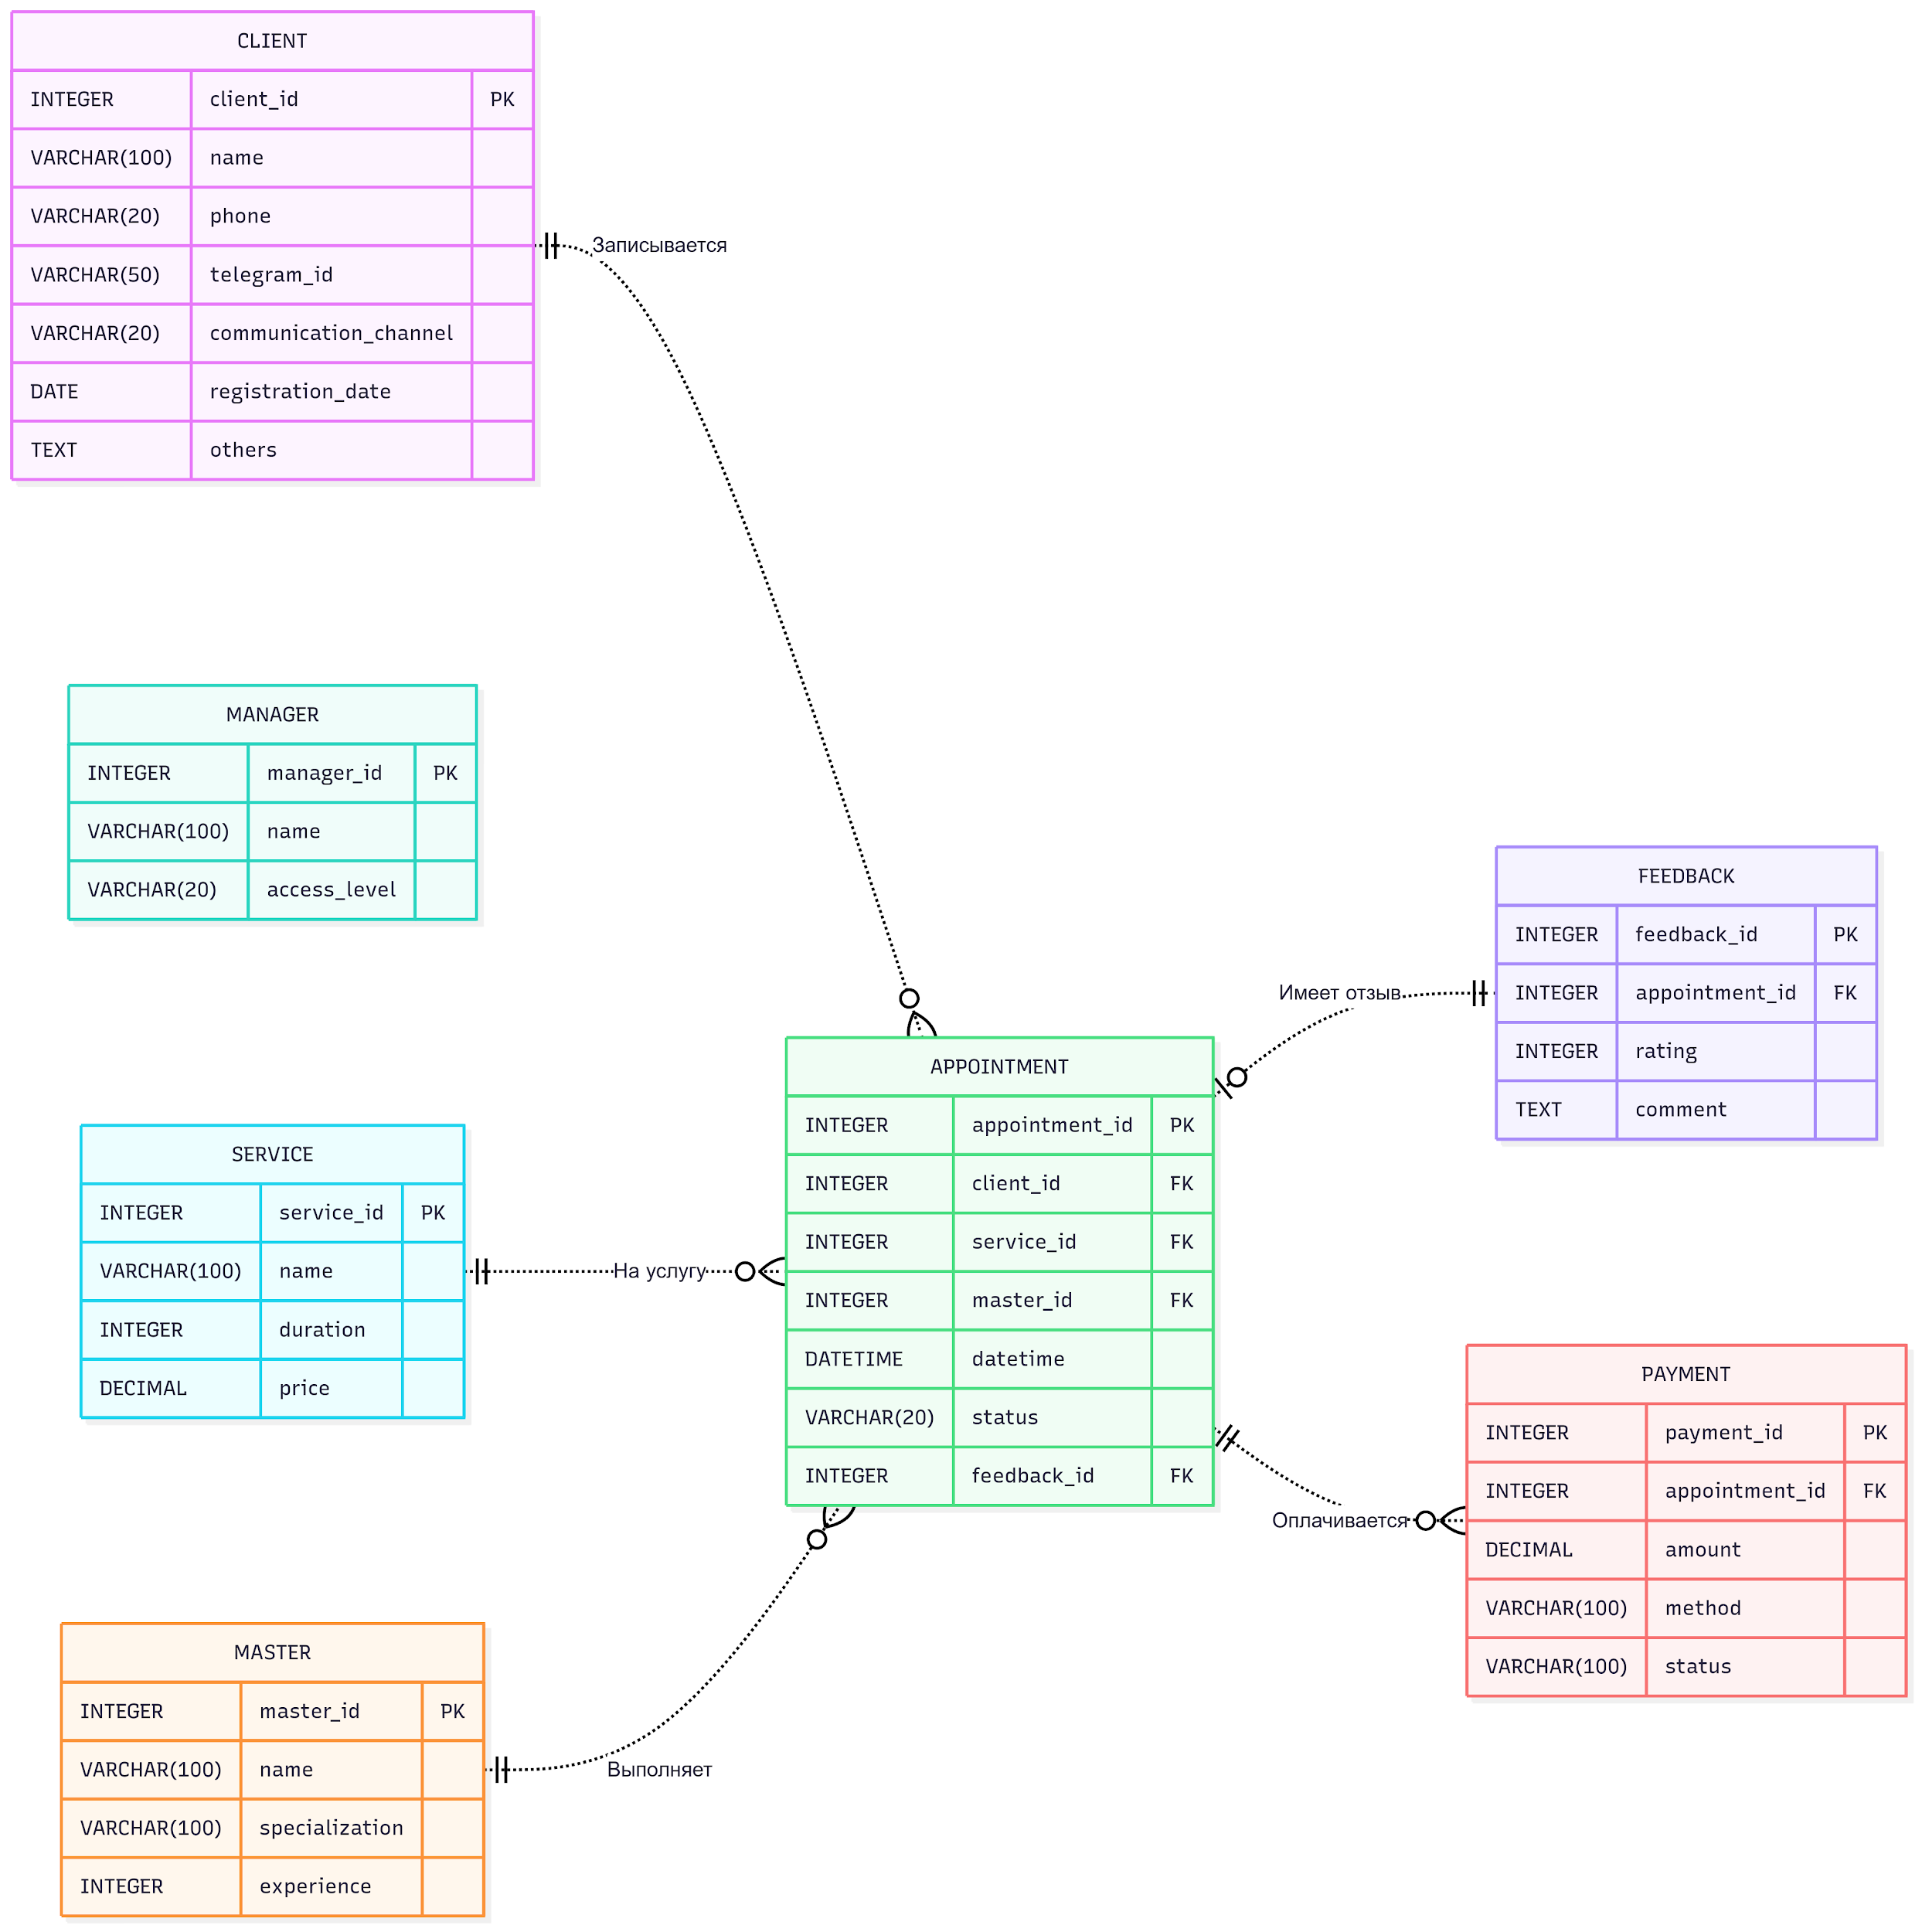 CLIENT
INTEGER client_id PK
VARCHAR(100) name
VARCHAR(20) phone
VARCHAR(50) telegram_id
VARCHAR(20) communication_channel
DATE registration_date
TEXT others
Записывается
MANAGER
INTEGER manager_id PK
VARCHAR(100) name
VARCHAR(20) access_level
FEEDBACK
INTEGER feedback_id PK
INTEGER appointment_id FK
INTEGER rating
TEXT comment
Имеет отзыв
SERVICE
INTEGER service_id PK
VARCHAR(100) name
INTEGER duration
DECIMAL price
На услугу
APPOINTMENT
INTEGER appointment_id PK
INTEGER client_id FK
INTEGER service_id FK
INTEGER master_id FK
DATETIME datetime
VARCHAR(20) status
INTEGER feedback_id FK
PAYMENT
INTEGER payment_id PK
INTEGER appointment_id FK
DECIMAL amount
VARCHAR(100) method
VARCHAR(100) status
Оплачивается
MASTER
INTEGER master_id PK
VARCHAR(100) name
VARCHAR(100) specialization
INTEGER experience
Выполняет